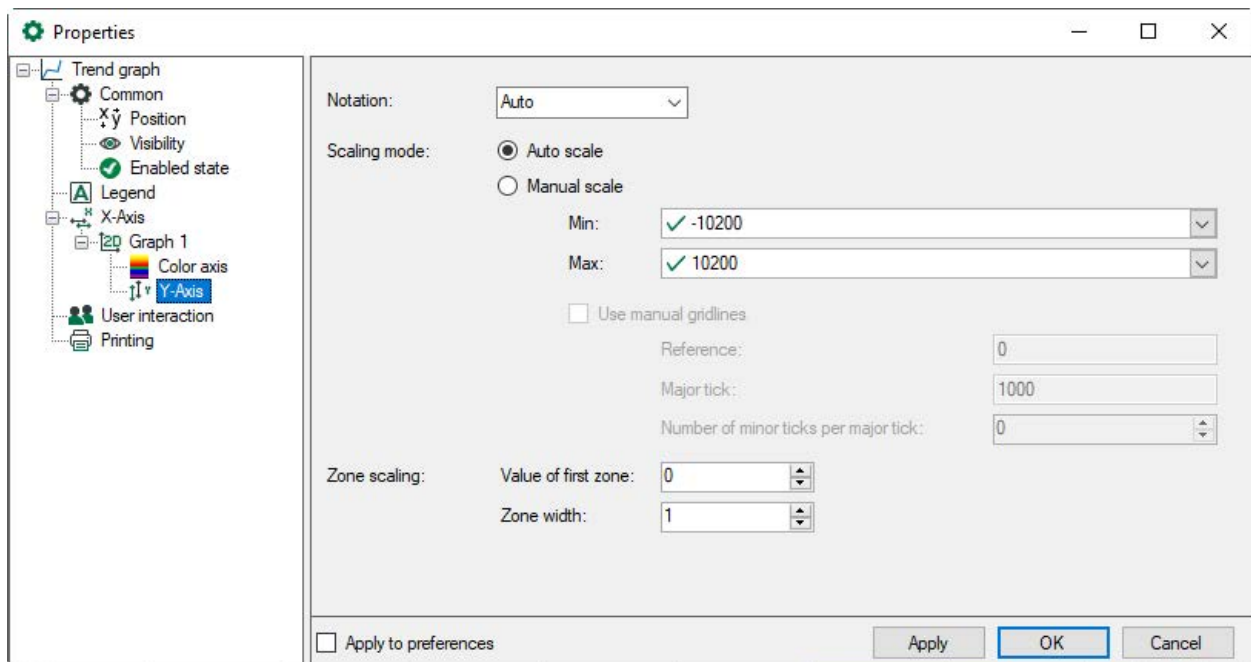 Properties
Trend graph
Common
Position
Visibility
Enabled state
Legend
X-Axis
Graph 1
Color axis
Y-Axis
User interaction
Printing
Notation: Auto
Scaling mode: Auto scale
Manual scale
Min: -10200
Max: 10200
Use manual gridlines
Reference: 0
Major tick: 1000
Number of minor ticks per major tick: 0
Zone scaling: Value of first zone: 0
Zone width: 1
Apply to preferences Apply OK Cancel